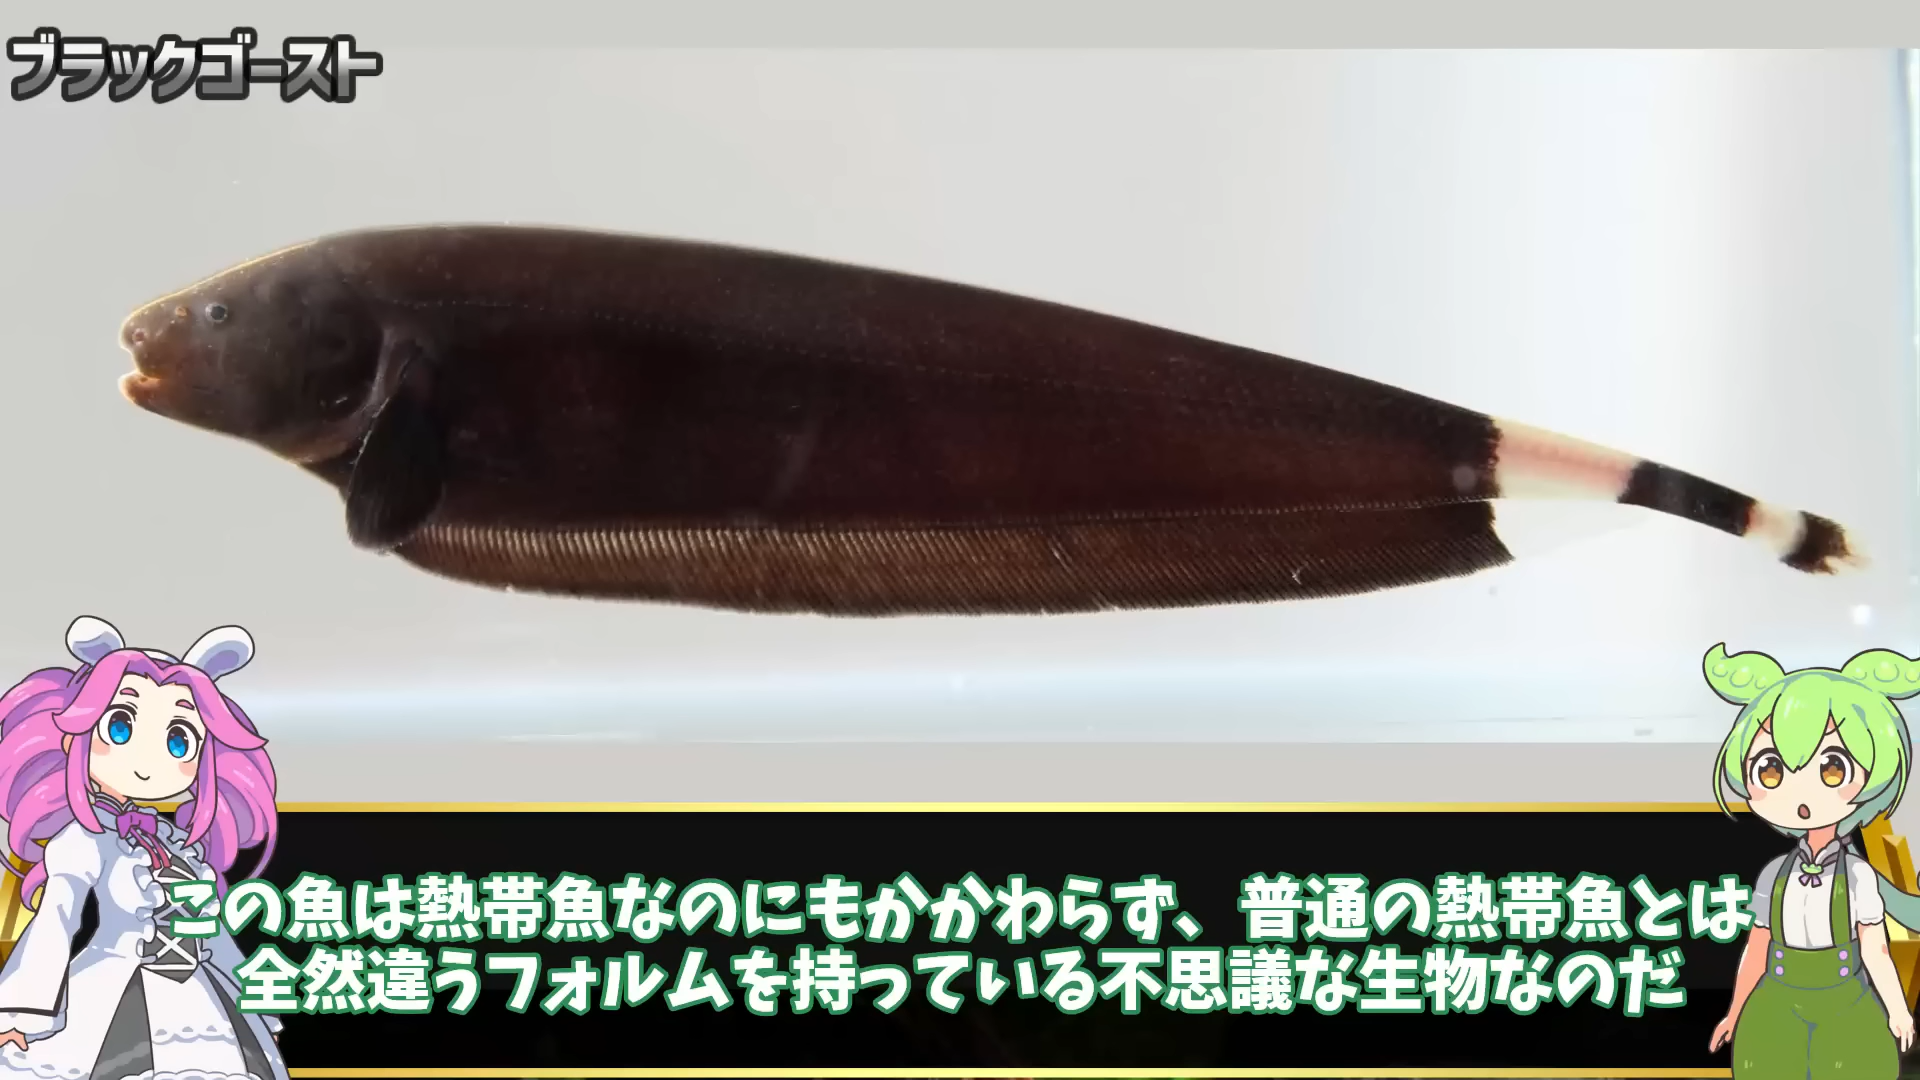 ブラックゴースト
この魚は熱帯魚なのにもかかわらず、普通の熱帯魚とは
全然違うフォルムを持っている不思議な生物なのだ